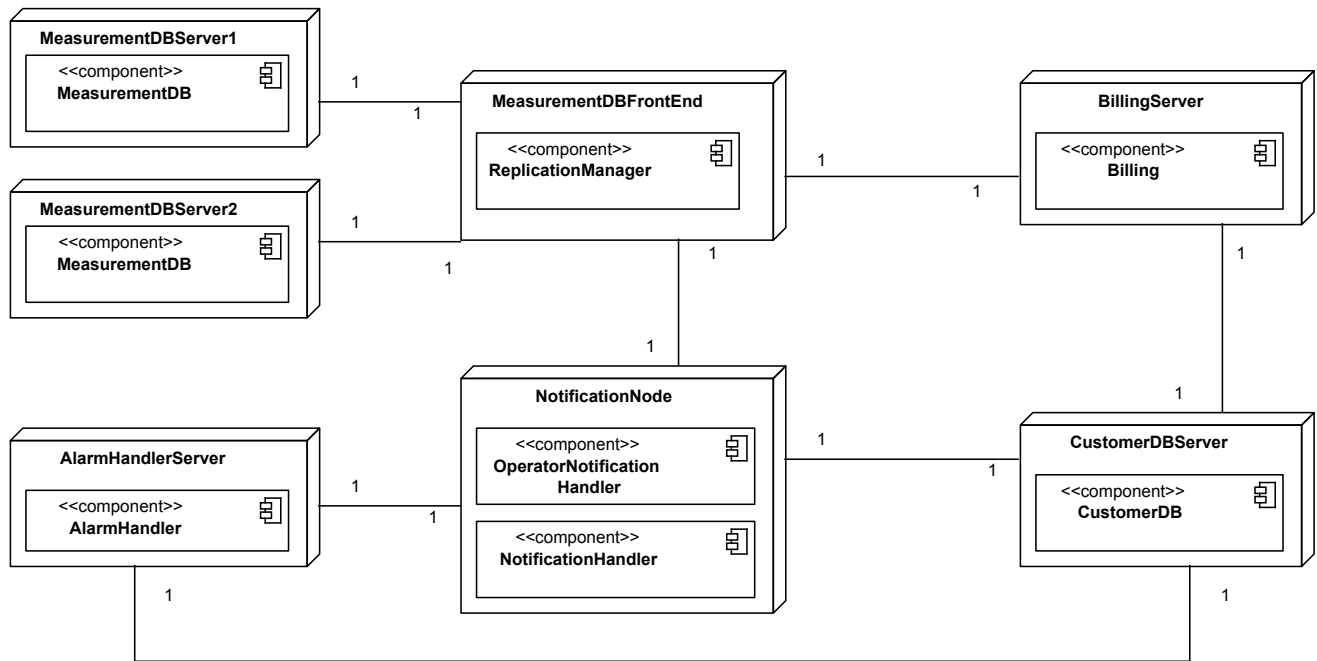 MeasurementDBServer1
<<component>>
MeasurementDB
1
1
MeasurementDBFrontEnd
<<component>>
ReplicationManager
1
1
BillingServer
<<component>>
Billing
MeasurementDBServer2
<<component>>
MeasurementDB
1
1
1
1
1
1
NotificationNode
<<component>>
OperatorNotification
Handler
<<component>>
NotificationHandler
AlarmHandlerServer
<<component>>
AlarmHandler
1
1
1
1
CustomerDBServer
<<component>>
CustomerDB
1
1